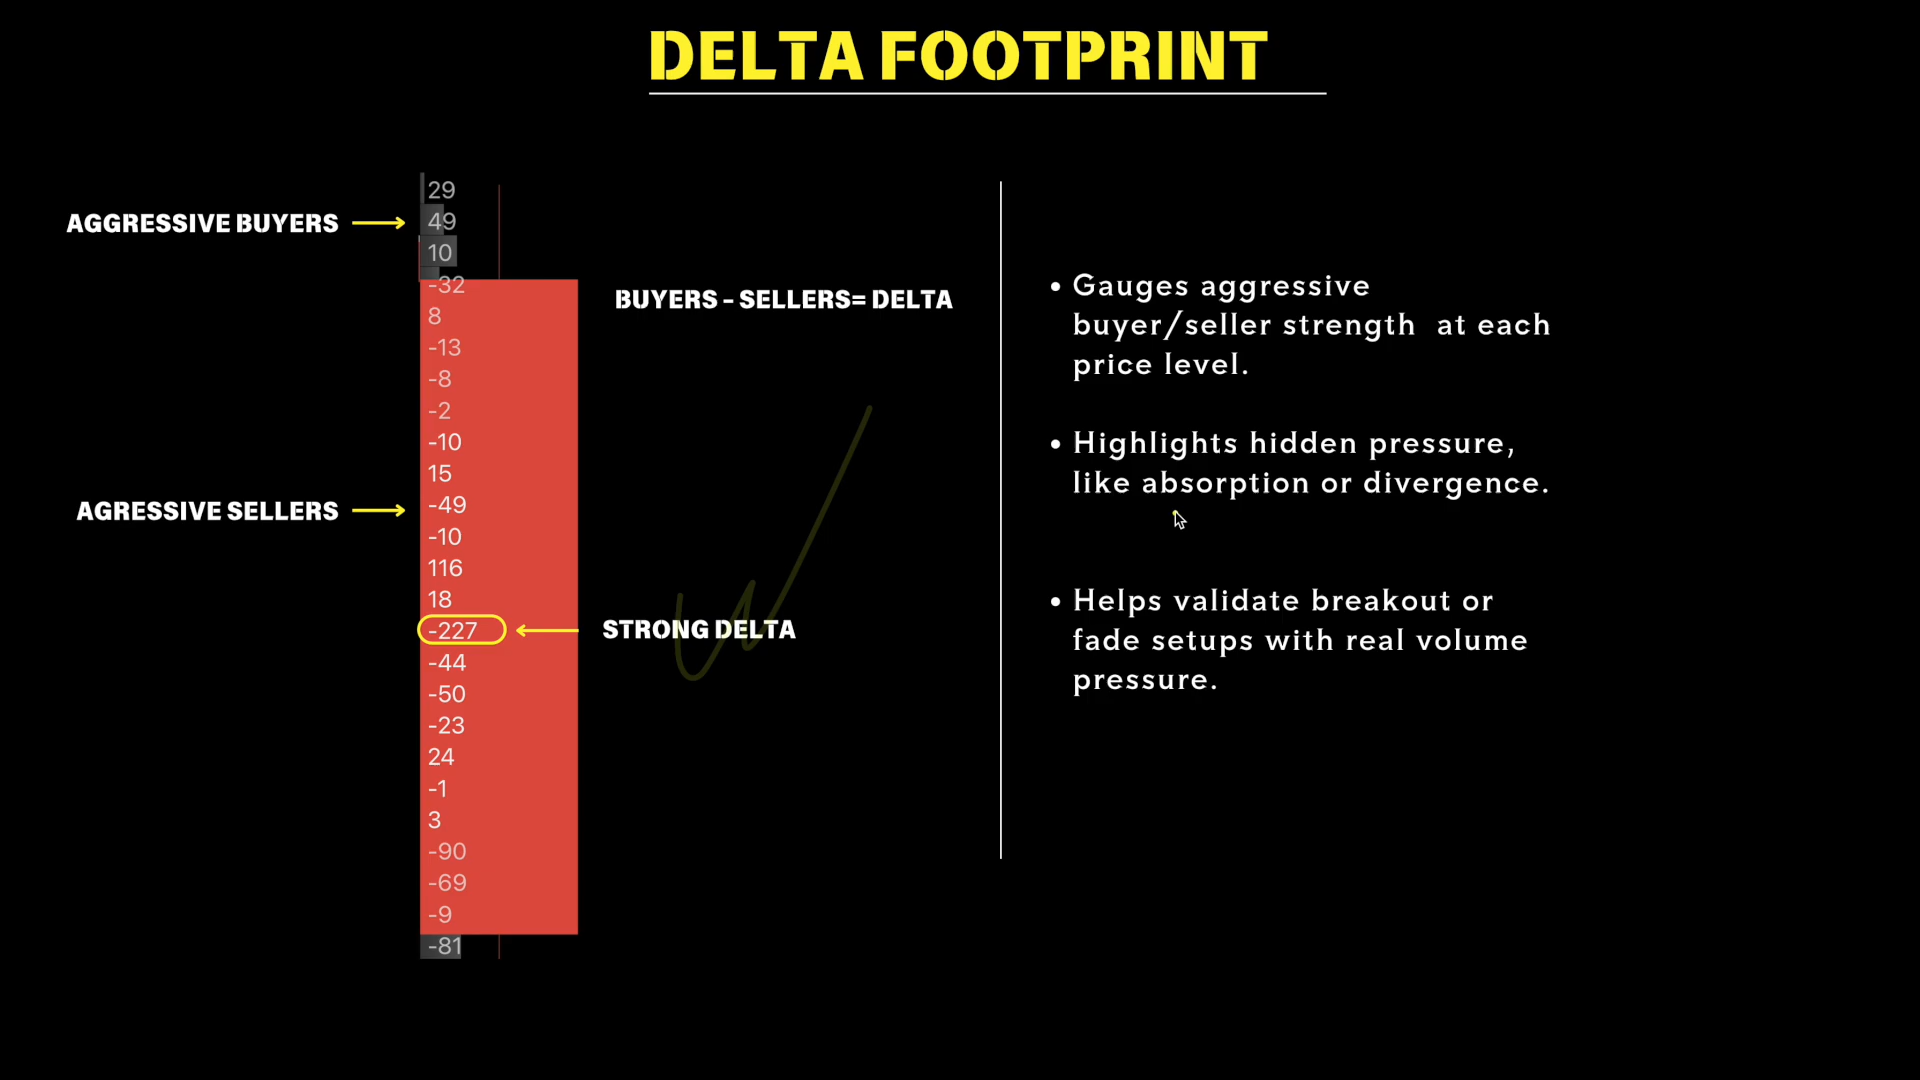 DELTA FOOTPRINT
AGGRESSIVE BUYERS
AGRESSIVE SELLERS
29
49
10
-32
8
-13
-8
-2
-10
15
-49
-10
116
18
-227
-44
-50
-23
24
-1
3
-90
-69
-9
-81
BUYERS - SELLERS= DELTA
STRONG DELTA
• Gauges aggressive
buyer/seller strength at each
price level.
• Highlights hidden pressure,
like absorption or divergence.
• Helps validate breakout or
fade setups with real volume
pressure.